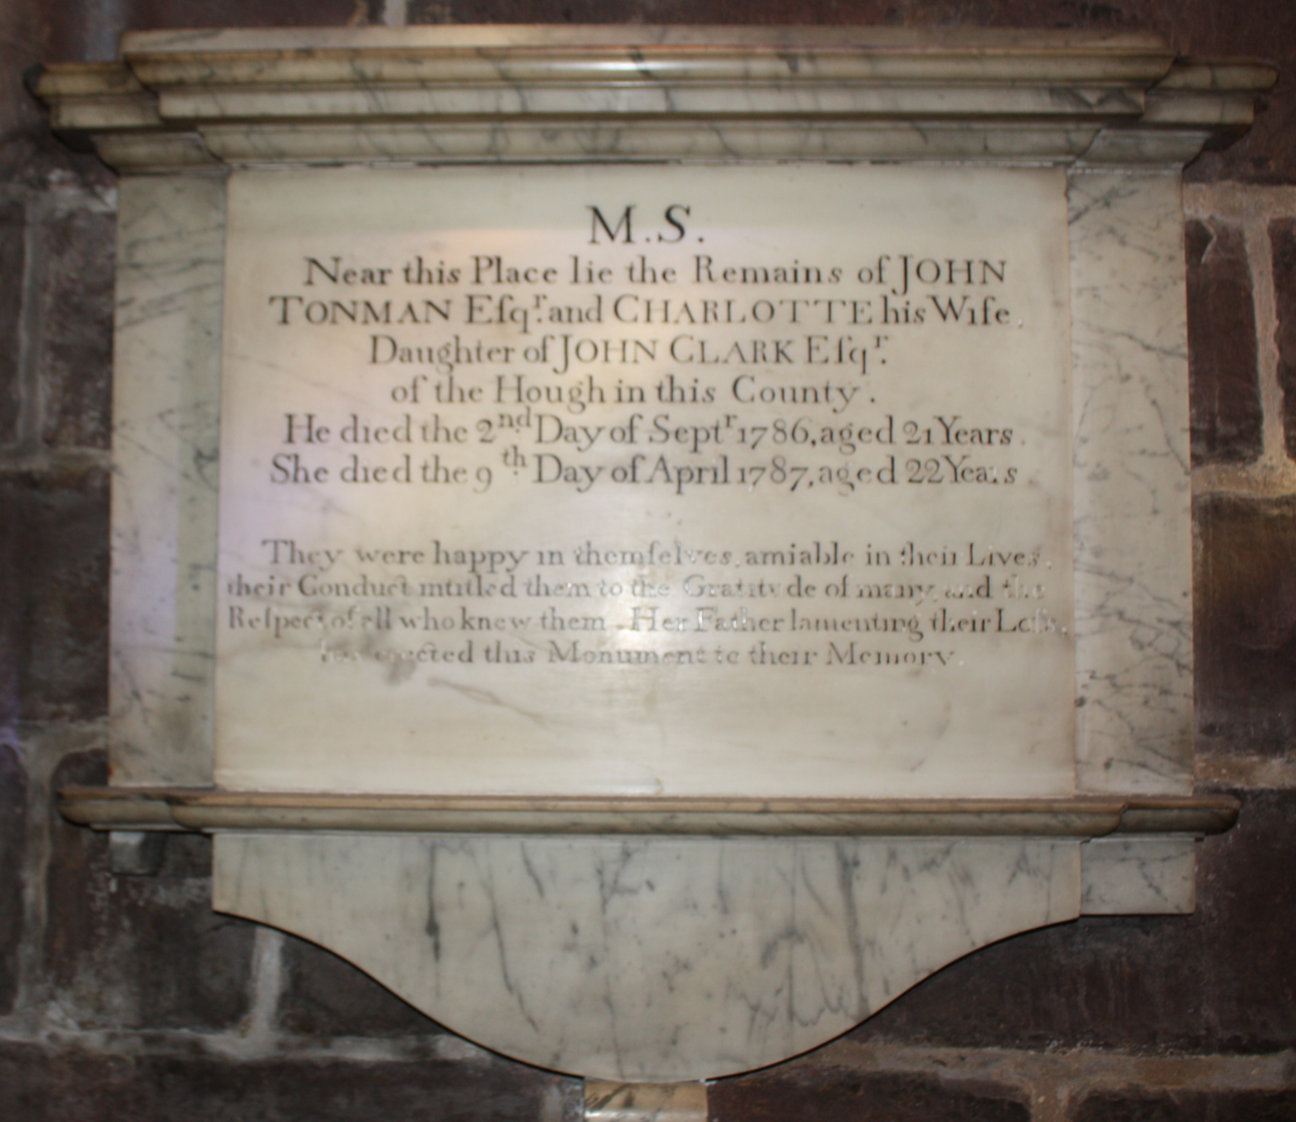 M.S.
Near this Place lie the Remains of JOHN
TONMAN Eſqr. and CHARLOTTE his Wife,
Daughter of JOHN CLARK Eſqr.
of the Hough in this County.
He died the 2nd Day of Septr 1786, aged 21 Years.
She died the 9th Day of April 1787, aged 22 Years
They were happy in themſelves, amiable in their Lives,
their Conduct intitled them to the Gratitude of many, and the
Reſpect of all who knew them. Her Father lamenting their Loſs,
has erected this Monument to their Memory.